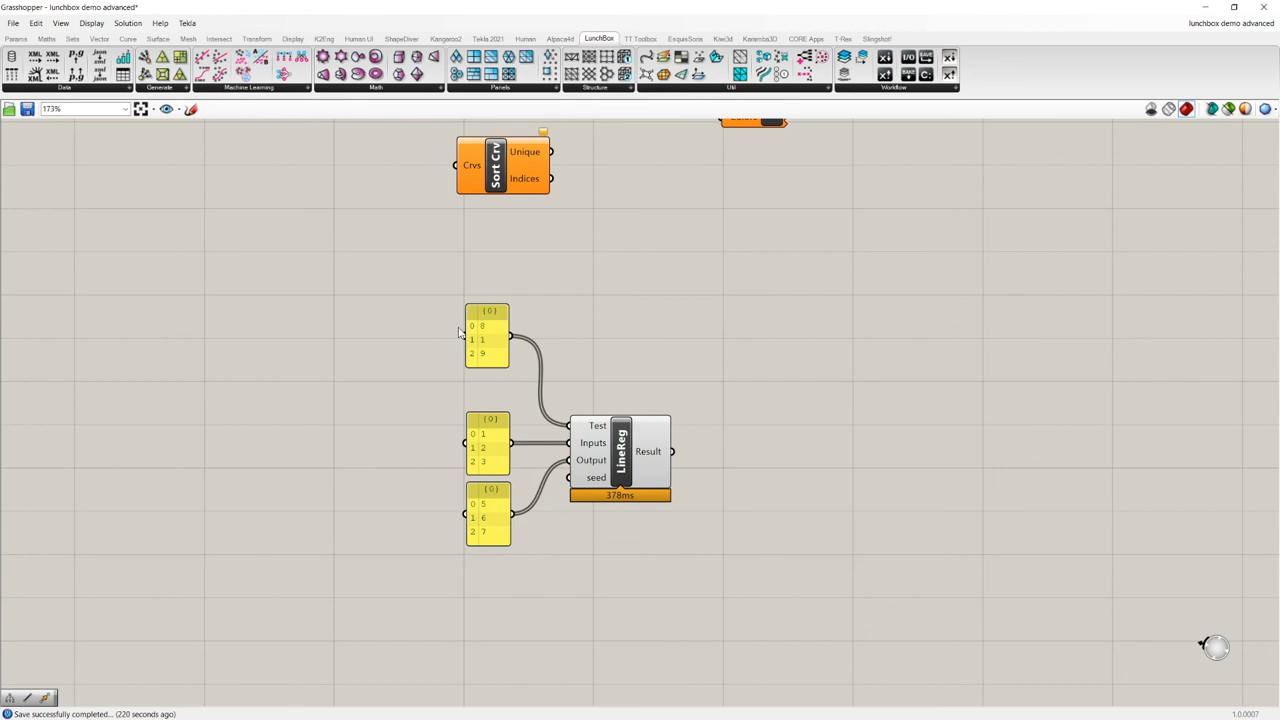 Grasshopper - lunchbox demo advanced*
File Edit View Display Solution Help Tekla
lunchbox demo advanced*
Params Maths Sets Vector Curve Surface Mesh Intersect Transform Display K2Eng Human UI ShapeDiver Kangaroo2 Tekla 2021 Human Alpaca4d LunchBox TT Toolbox EsquiSons Kiwi3d Karamba3D CORE Apps T-Rex Slingshot!
XML XML
XML
Data Generate Machine Learning Math Panels Structure Util Workflow
173%
Crvs Sort Crv Unique
Indices
{0}
0 8
1 1
2 9
{0}
0 1
1 2
2 3
{0}
0 5
1 6
2 7
Test
Inputs
Output
seed
LineReg
Result
378ms
Save successfully completed... (220 seconds ago)
1.0.0007